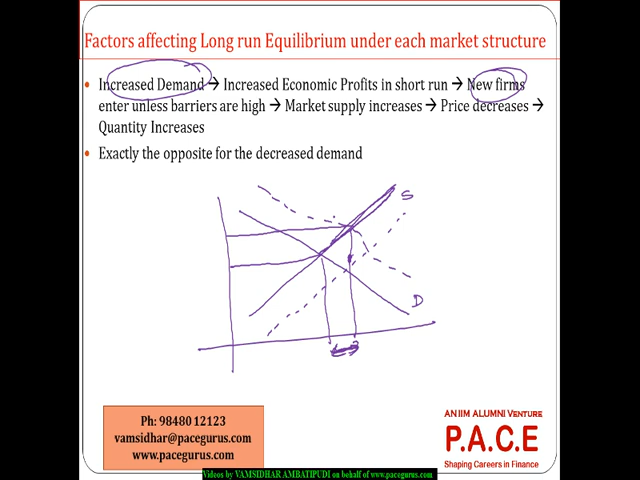 Factors affecting Long run Equilibrium under each market structure
• Increased Demand → Increased Economic Profits in short run → New firms
enter unless barriers are high → Market supply increases → Price decreases →
Quantity Increases
• Exactly the opposite for the decreased demand
S
D
Ph: 98480 12123
vamsidhar@pacegurus.com
www.pacegurus.com
AN IIM ALUMNI VENTURE
P.A.C.E
Shaping Careers in Finance
Videos by VAMSIDHAR AMBATIPUDI on behalf of www.pacegurus.com